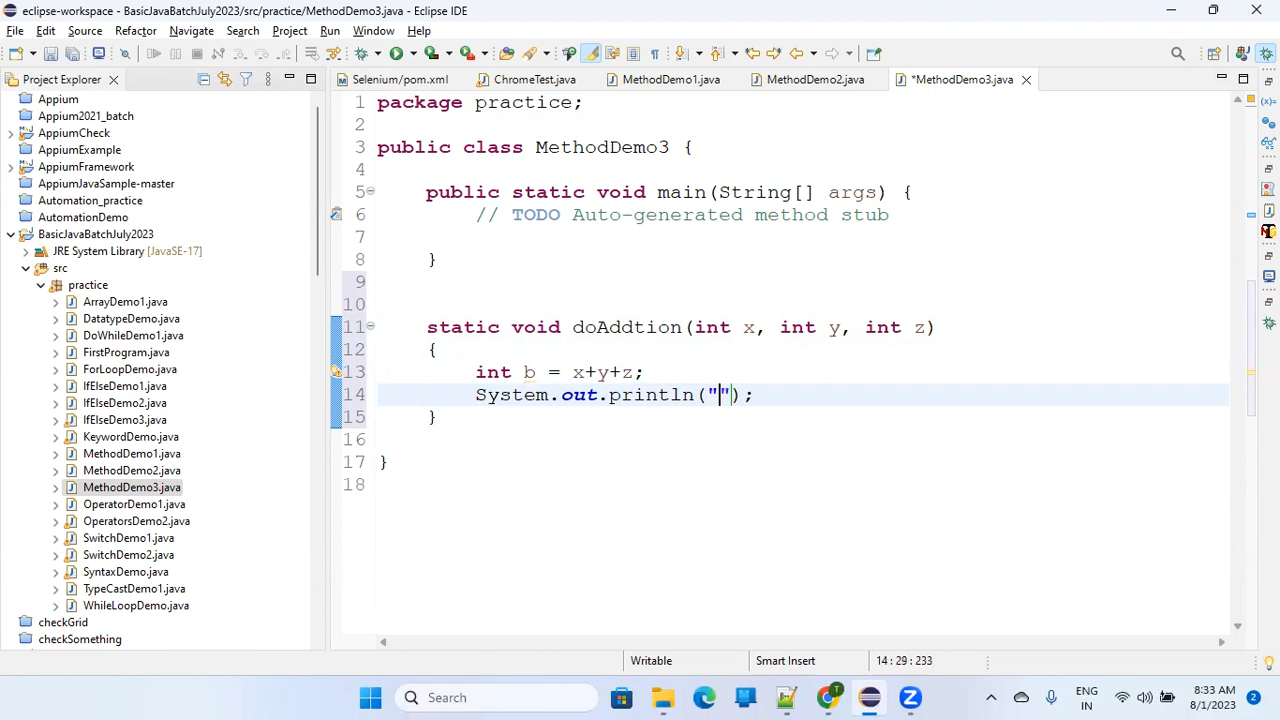 eclipse-workspace - BasicJavaBatchJuly2023/src/practice/MethodDemo3.java - Eclipse IDE
File Edit Source Refactor Navigate Search Project Run Window Help
Project Explorer
Selenium/pom.xml
ChromeTest.java
MethodDemo1.java
MethodDemo2.java
*MethodDemo3.java
Appium
Appium2021_batch
AppiumCheck
AppiumExample
AppiumFramework
AppiumJavaSample-master
Automation_practice
AutomationDemo
BasicJavaBatchJuly2023
JRE System Library [JavaSE-17]
src
practice
ArrayDemo1.java
DatatypeDemo.java
DoWhileDemo1.java
FirstProgram.java
ForLoopDemo.java
IfElseDemo1.java
IfElseDemo2.java
IfElseDemo3.java
KeywordDemo.java
MethodDemo1.java
MethodDemo2.java
MethodDemo3.java
OperatorDemo1.java
OperatorsDemo2.java
SwitchDemo1.java
SwitchDemo2.java
SyntaxDemo.java
TypeCastDemo1.java
WhileLoopDemo.java
checkGrid
checkSomething
1 package practice;
2
3 public class MethodDemo3 {
4
5 public static void main(String[] args) {
6 // TODO Auto-generated method stub
7
8 }
9
10
11 static void doAddtion(int x, int y, int z)
12 {
13 int b = x+y+z;
14 System.out.println("");
15 }
16
17 }
18
Writable
Smart Insert
14 : 29 : 233
Search
ENG
IN
8:33 AM
8/1/2023
2